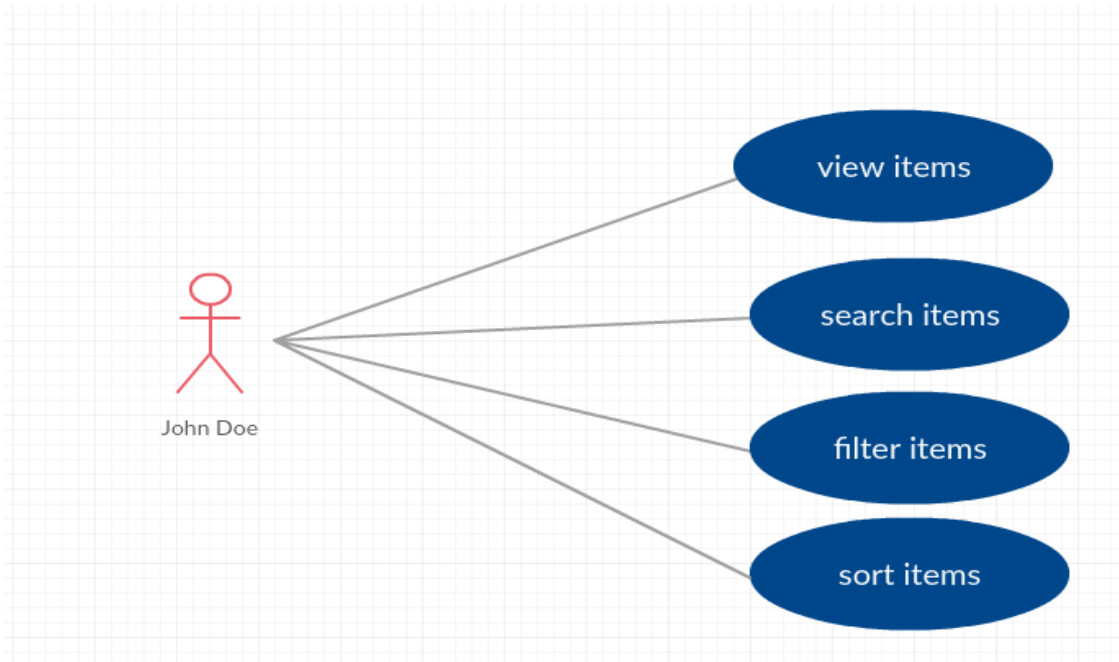 view items
search items
John Doe
filter items
sort items